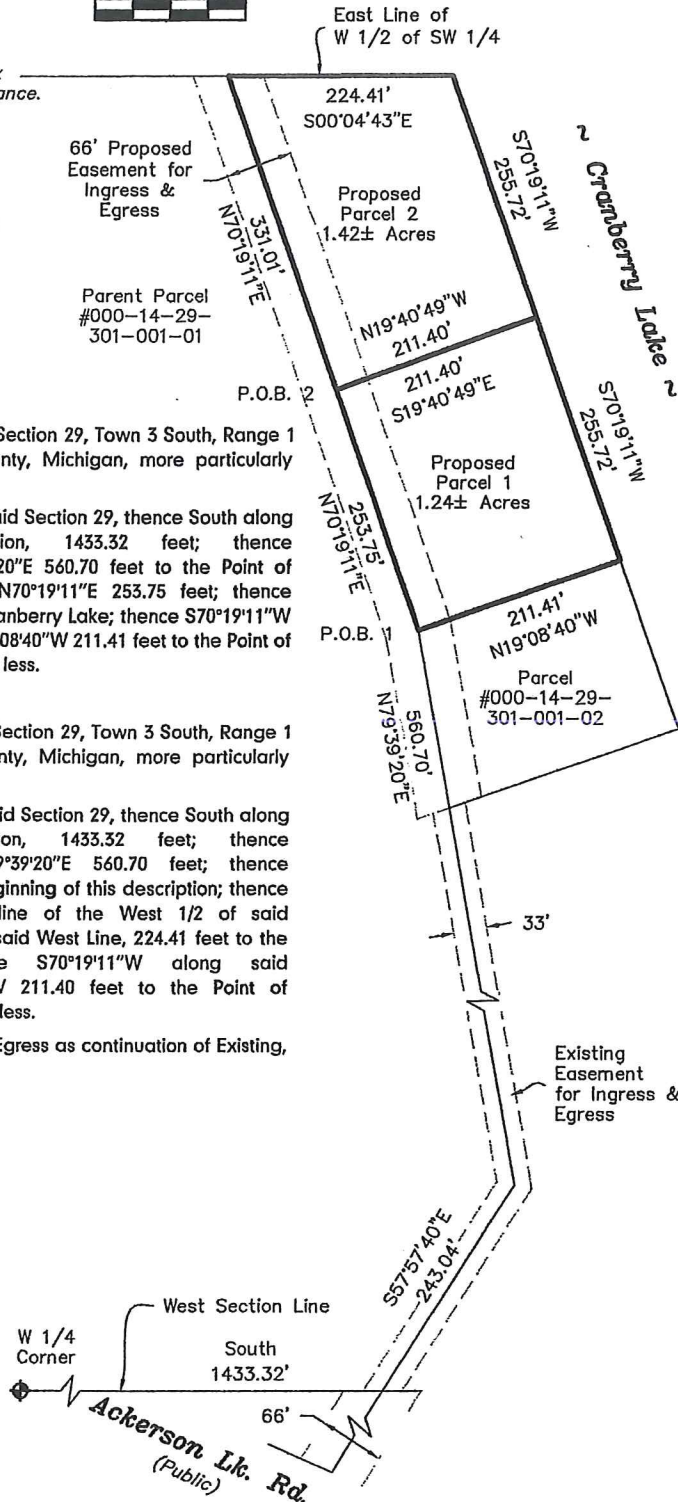 East Line of
W 1/2 of SW 1/4
ance.
224.41'
S00°04'43"E
66' Proposed
Easement for
Ingress &
Egress
S70°19'11"W
255.72'
~ Cranberry Lake ~
Proposed
Parcel 2
1.42± Acres
331.01'
N70°19'11"E
Parent Parcel
#000-14-29-
301-001-01
N19°40'49"W
211.40'
P.O.B. 2
211.40'
S19°40'49"E
S70°19'11"W
255.72'
Section 29, Town 3 South, Range 1
nty, Michigan, more particularly
Proposed
Parcel 1
1.24± Acres
253.75'
N70°19'11"E
aid Section 29, thence South along
ion, 1433.32 feet; thence
20"E 560.70 feet to the Point of
N70°19'11"E 253.75 feet; thence
anberry Lake; thence S70°19'11"W
08'40"W 211.41 feet to the Point of
less.
P.O.B. 1
211.41'
N19°08'40"W
Parcel
#000-14-29-
301-001-02
560.70'
N79°39'20"E
Section 29, Town 3 South, Range 1
nty, Michigan, more particularly
id Section 29, thence South along
on, 1433.32 feet; thence
9°39'20"E 560.70 feet; thence
ginning of this description; thence
line of the West 1/2 of said
said West Line, 224.41 feet to the
e S70°19'11"W along said
V 211.40 feet to the Point of
less.
Egress as continuation of Existing,
33'
Existing
Easement
for Ingress &
Egress
S57°57'40"E
243.04'
West Section Line
W 1/4
Corner
South
1433.32'
66'
Ackerson Lk. Rd.
(Public)